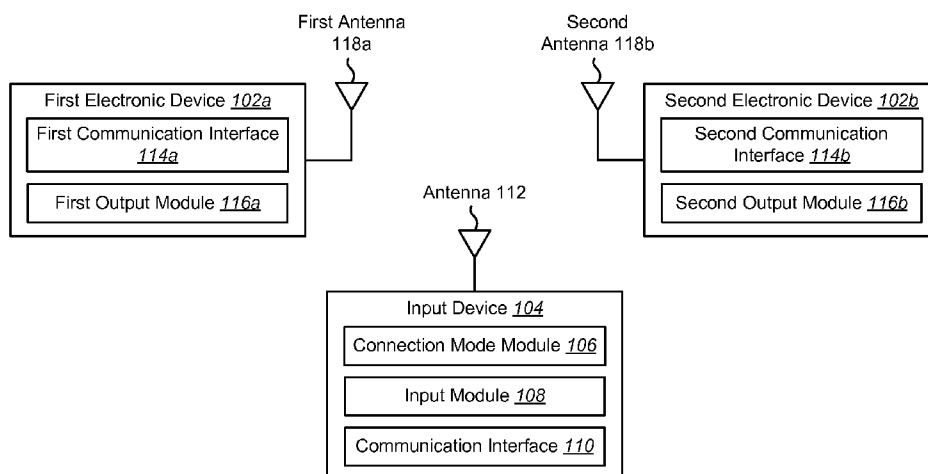 First Antenna
118a
Second
Antenna 118b
First Electronic Device 102a
First Communication Interface
114a
First Output Module 116a
Second Electronic Device 102b
Second Communication
Interface 114b
Second Output Module 116b
Antenna 112
Input Device 104
Connection Mode Module 106
Input Module 108
Communication Interface 110